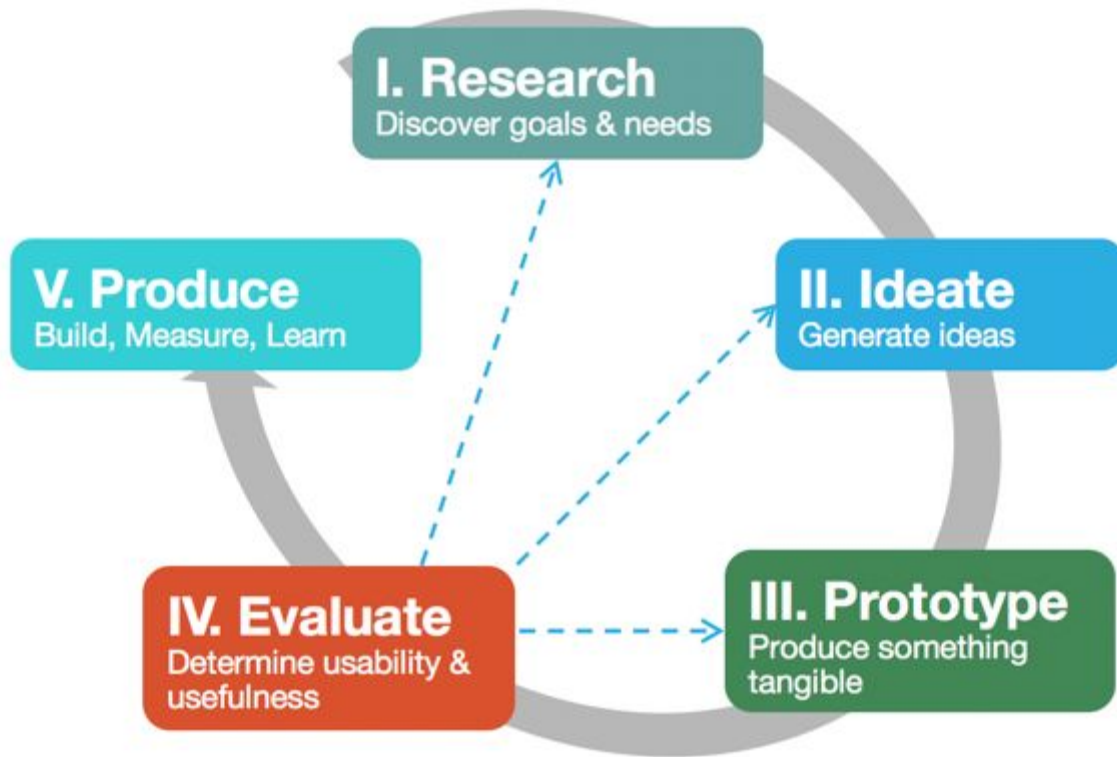 I. Research
Discover goals & needs
II. Ideate
Generate ideas
III. Prototype
Produce something
tangible
IV. Evaluate
Determine usability &
usefulness
V. Produce
Build, Measure, Learn